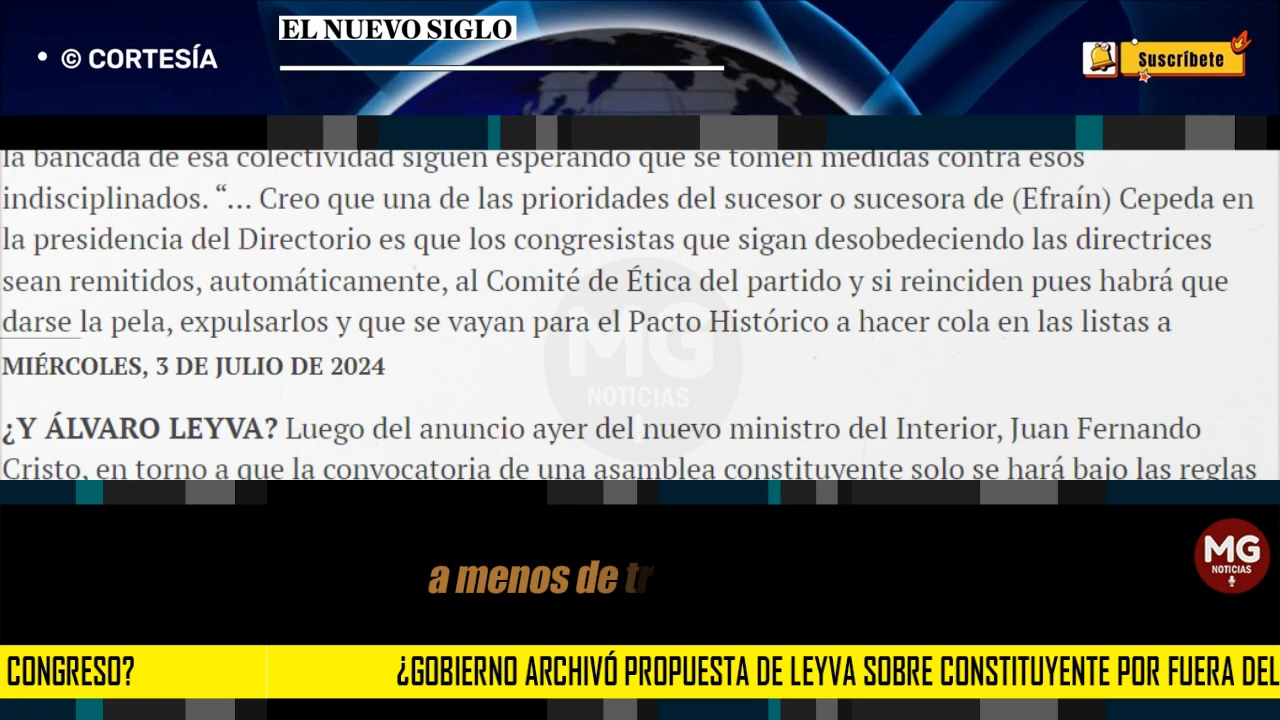 EL NUEVO SIGLO
• © CORTESÍA
Suscríbete
la bancada de esa colectividad siguen esperando que se tomen medidas contra esos
indisciplinados. “… Creo que una de las prioridades del sucesor o sucesora de (Efraín) Cepeda en
la presidencia del Directorio es que los congresistas que sigan desobedeciendo las directrices
sean remitidos, automáticamente, al Comité de Ética del partido y si reinciden pues habrá que
darse la pela, expulsarlos y que se vayan para el Pacto Histórico a hacer cola en las listas a
MIÉRCOLES, 3 DE JULIO DE 2024
MG
NOTICIAS
¿Y ÁLVARO LEYVA? Luego del anuncio ayer del nuevo ministro del Interior, Juan Fernando
Cristo, en torno a que la convocatoria de una asamblea constituyente solo se hará bajo las reglas
a menos de tr
MG
NOTICIAS
CONGRESO? ¿GOBIERNO ARCHIVÓ PROPUESTA DE LEYVA SOBRE CONSTITUYENTE POR FUERA DEL